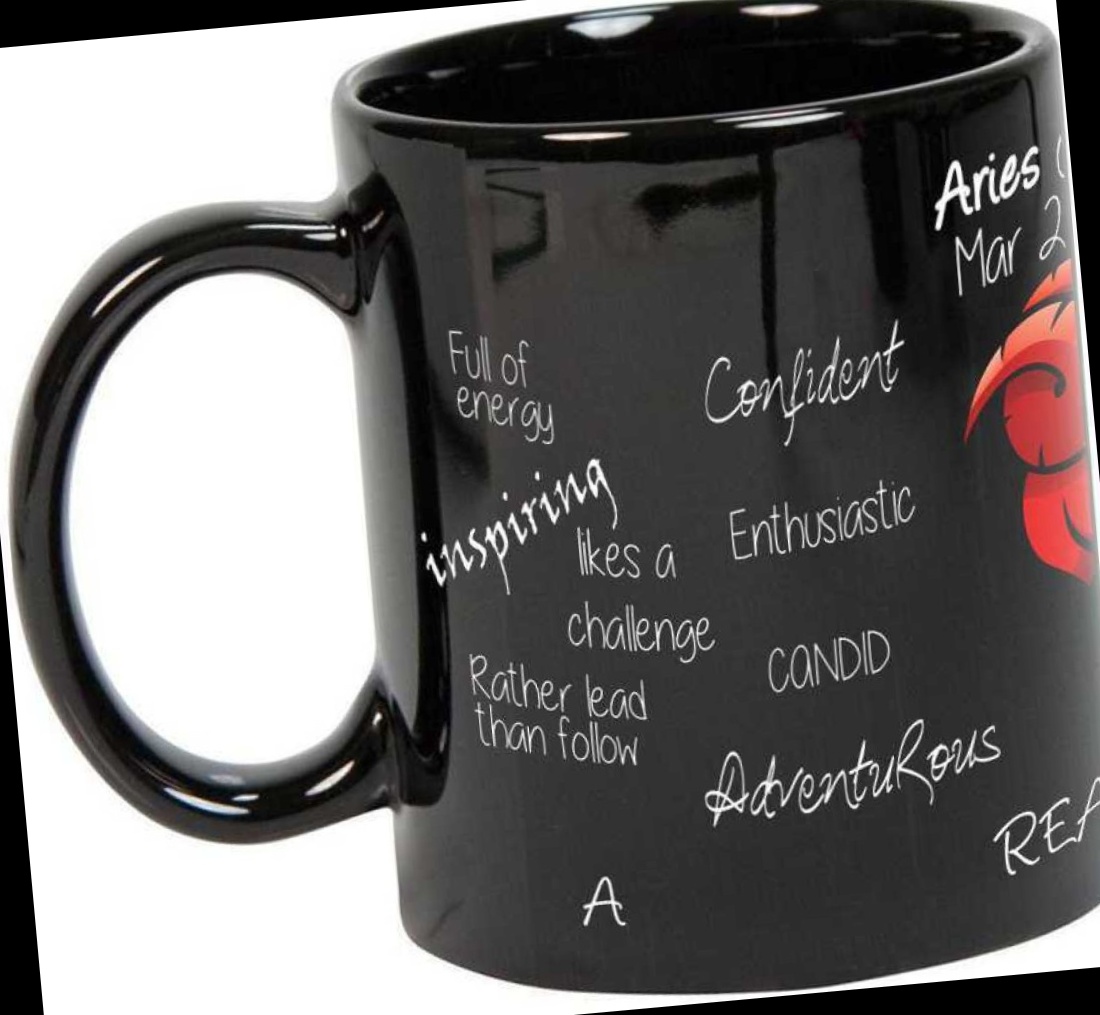 Aries
Mar 2
Full of
energy
Confident
inspiring
likes a
challenge
Enthusiastic
Rather lead
than follow
CANDID
AdventuRous
REA
A